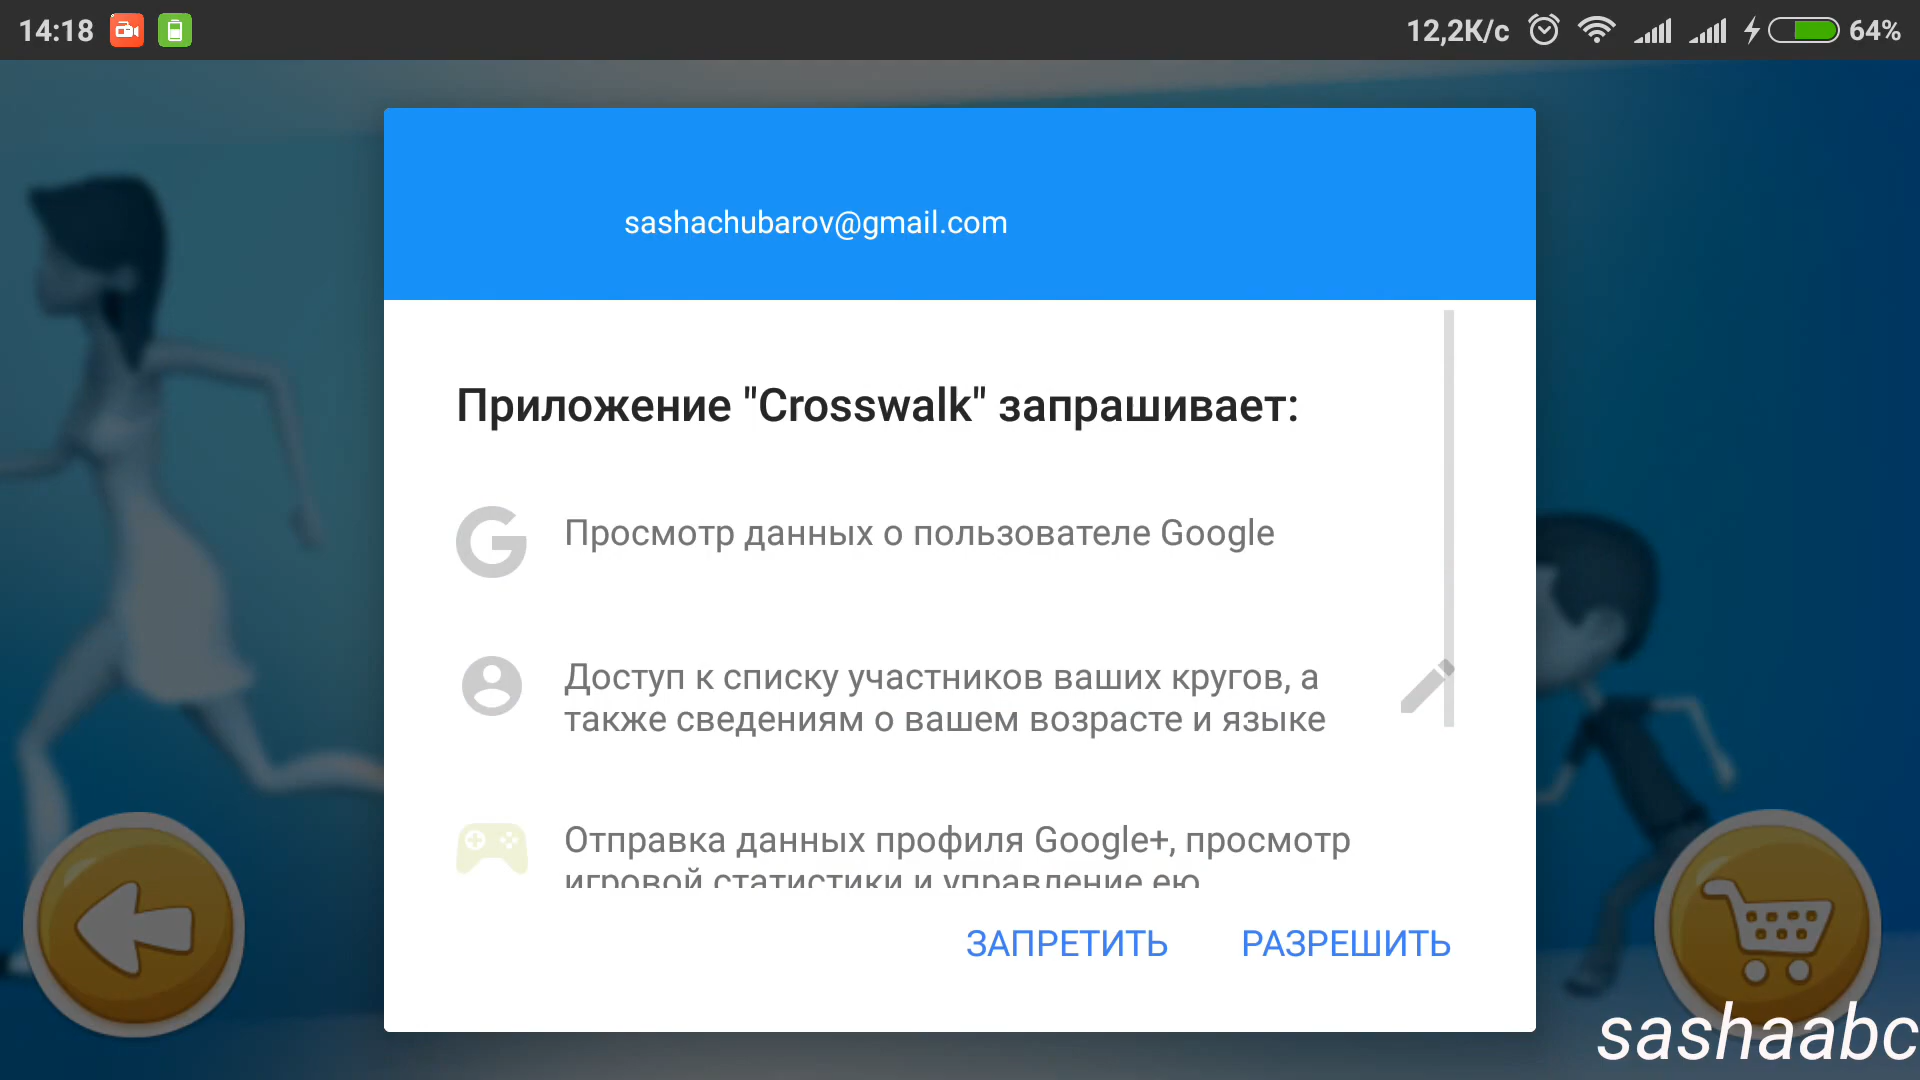 14:18
12,2К/с
64%
sashachubarov@gmail.com
Приложение "Crosswalk" запрашивает:
Просмотр данных о пользователе Google
Доступ к списку участников ваших кругов, а
также сведениям о вашем возрасте и языке
Отправка данных профиля Google+, просмотр
игровой статистики и управление ею
ЗАПРЕТИТЬ РАЗРЕШИТЬ
sashaabc